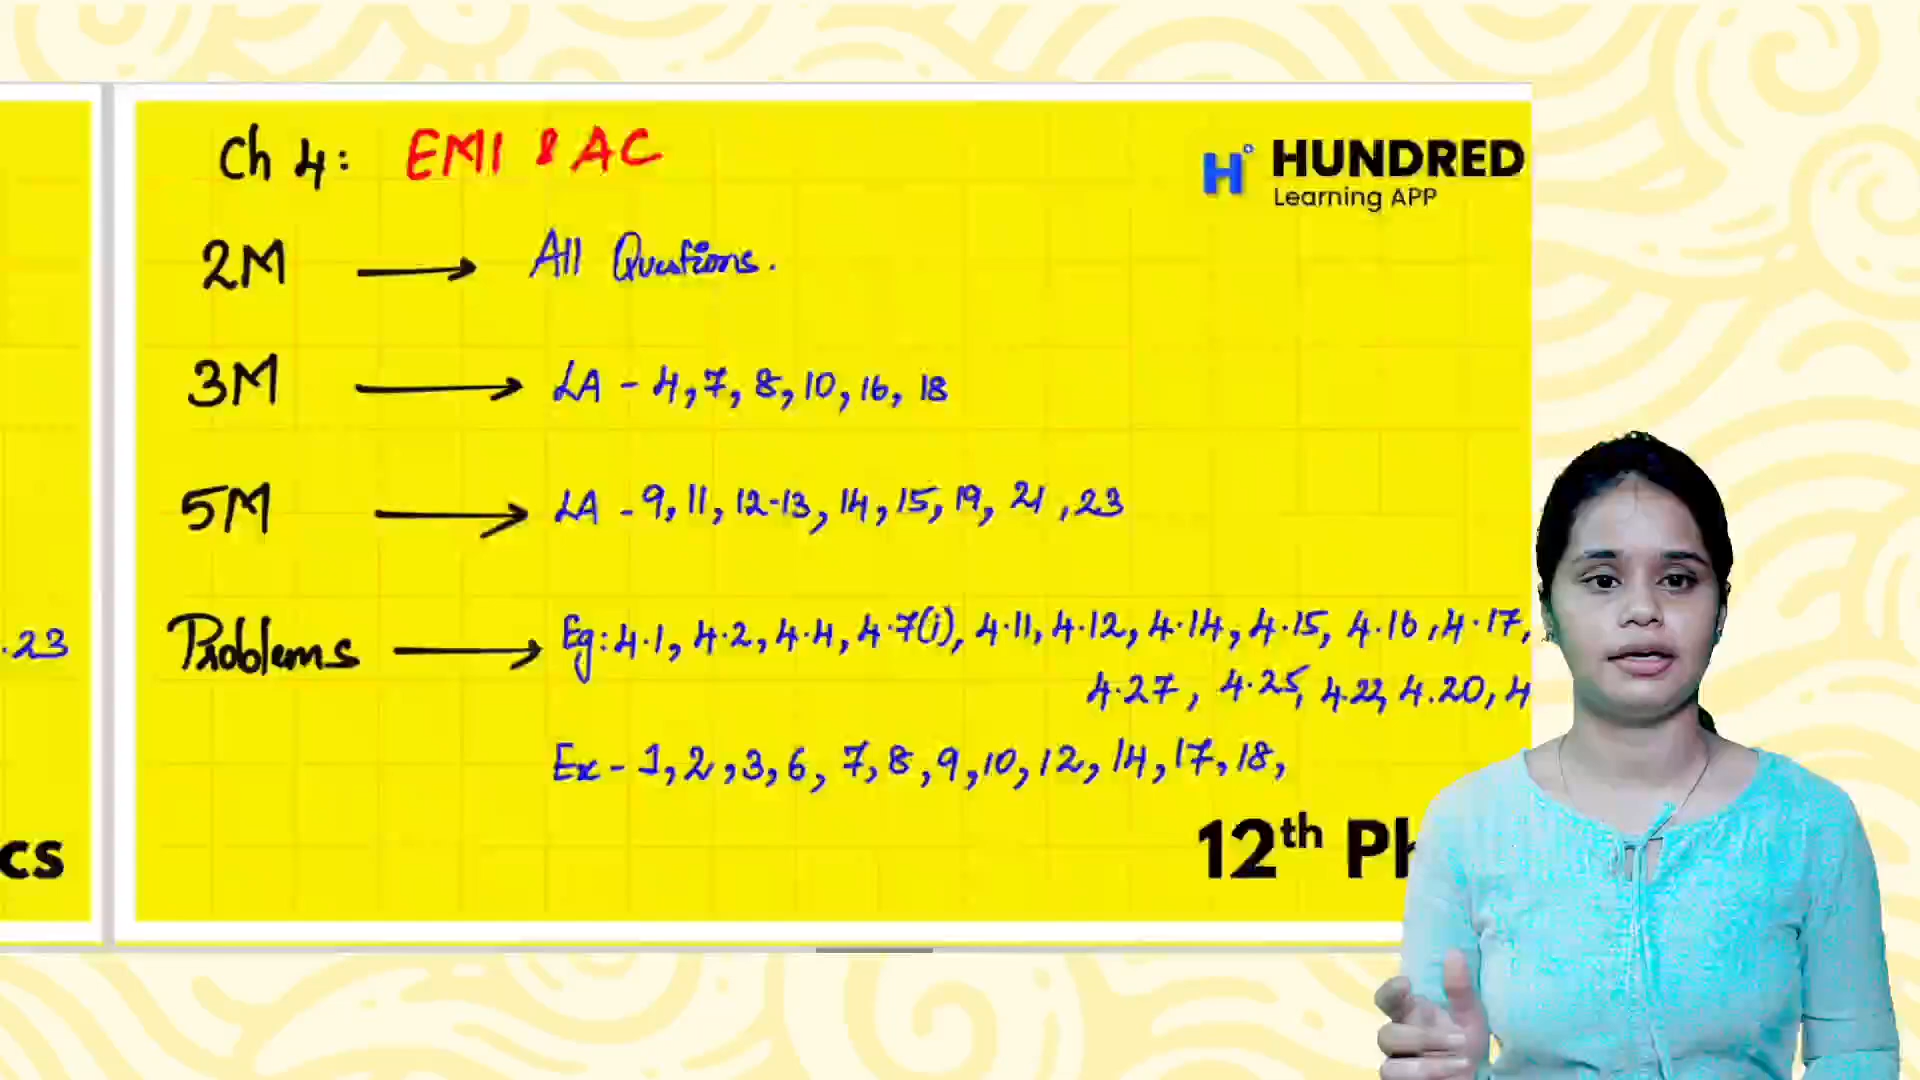 Ch 4: EMI & AC
H° HUNDRED
Learning APP
2M → All Questions.
3M → LA - 4, 7, 8, 10, 16, 18
5M → LA - 9, 11, 12-13, 14, 15, 19, 21, 23
.23
Problems → Eg: 4.1, 4.2, 4.4, 4.7(i), 4.11, 4.12, 4.14, 4.15, 4.16, 4.17,
4.27, 4.25, 4.22, 4.20, 4
Ex - 1, 2, 3, 6, 7, 8, 9, 10, 12, 14, 17, 18,
cs
12th Ph